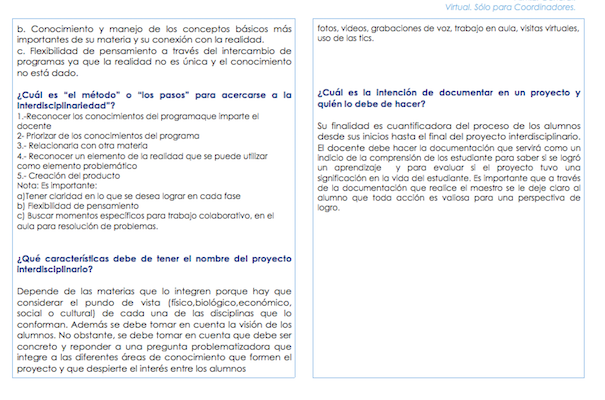 Virtual. Sólo para Coordinadores.
b. Conocimiento y manejo de los conceptos básicos más
importantes de su materia y su conexión con la realidad.
c. Flexibilidad de pensamiento a través del intercambio de
programas ya que la realidad no es única y el conocimiento
no está dado.
¿Cuál es “el método” o “los pasos” para acercarse a la
Interdisciplinariedad”?
1.-Reconocer los conocimientos del programaque imparte el
docente
2- Priorizar de los conocimientos del programa
3.- Relacionarla con otra materia
4.- Reconocer un elemento de la realidad que se puede utilizar
como elemento problemático
5.- Creación del producto
Nota: Es importante:
a)Tener claridad en lo que se desea lograr en cada fase
b) Flexibilidad de pensamiento
c) Buscar momentos específicos para trabajo colaborativo, en el
aula para resolución de problemas.
¿Qué características debe de tener el nombre del proyecto
interdisciplinario?
Depende de las materias que lo integren porque hay que
considerar el pundo de vista (físico,biológico,económico,
social o cultural) de cada una de las disciplinas que lo
conforman. Además se debe tomar en cuenta la visión de los
alumnos. No obstante, se debe tomar en cuenta que debe ser
concreto y reponder a una pregunta problematizadora que
integre a las diferentes áreas de conocimiento que formen el
proyecto y que despierte el interés entre los alumnos
fotos, videos, grabaciones de voz, trabajo en aula, visitas virtuales,
uso de las tics.
¿Cuál es la intención de documentar en un proyecto y
quién lo debe de hacer?
Su finalidad es cuantificadora del proceso de los alumnos
desde sus inicios hasta el final del proyecto interdisciplinario.
El docente debe hacer la documentación que servirá como un
indicio de la comprensión de los estudiante para saber si se logró
un aprendizaje y para evaluar si el proyecto tuvo una
significación en la vida del estudiante. Es importante que a través
de la documentación que realice el maestro se le deje claro al
alumno que toda acción es valiosa para una perspectiva de
logro.